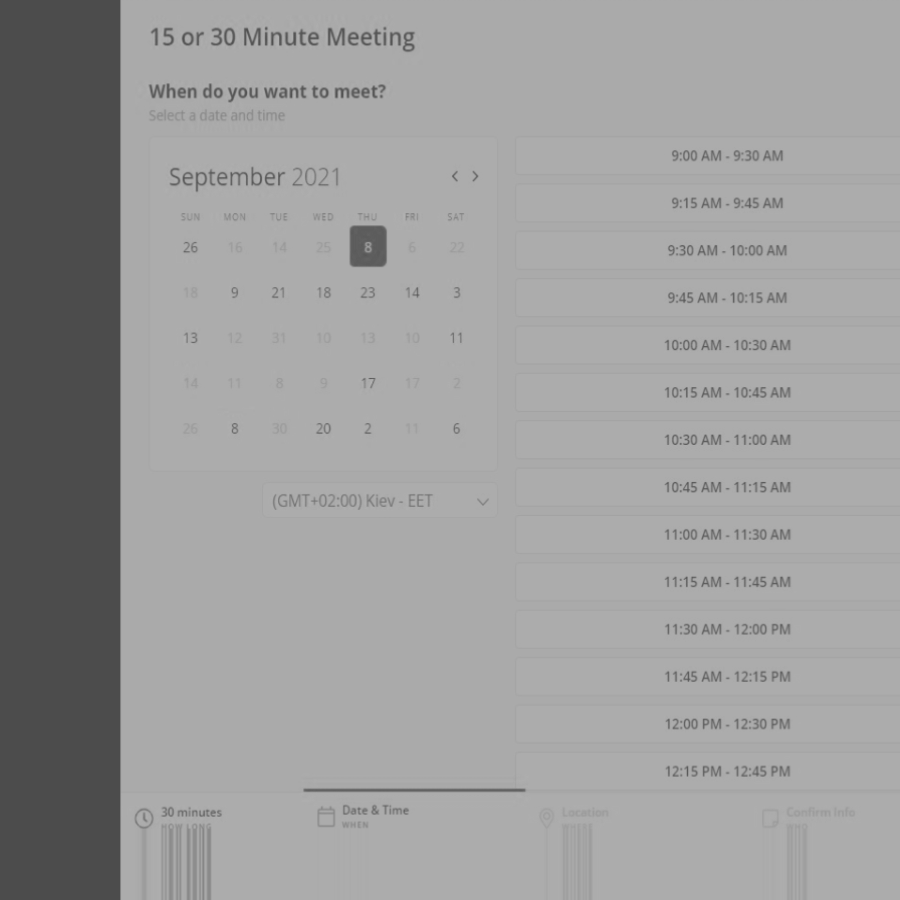 15 or 30 Minute Meeting
When do you want to meet?
Select a date and time
September 2021
SUN MON TUE WED THU FRI SAT
26 16 14 25 8 6 22
18 9 21 18 23 14 3
13 12 31 10 13 10 11
14 11 8 9 17 17 2
26 8 30 20 2 11 6
(GMT+02:00) Kiev - EET
9:00 AM - 9:30 AM
9:15 AM - 9:45 AM
9:30 AM - 10:00 AM
9:45 AM - 10:15 AM
10:00 AM - 10:30 AM
10:15 AM - 10:45 AM
10:30 AM - 11:00 AM
10:45 AM - 11:15 AM
11:00 AM - 11:30 AM
11:15 AM - 11:45 AM
11:30 AM - 12:00 PM
11:45 AM - 12:15 PM
12:00 PM - 12:30 PM
12:15 PM - 12:45 PM
30 minutes
HOW LONG
Date & Time
WHEN
Location
WHERE
Confirm Info
WHO